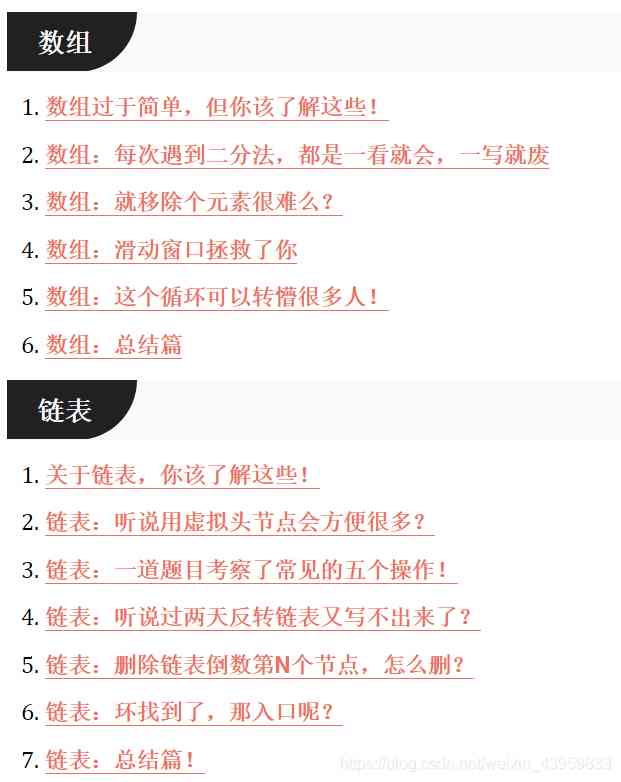 数组
1. 数组过于简单，但你该了解这些！
2. 数组：每次遇到二分法，都是一看就会，一写就废
3. 数组：就移除个元素很难么？
4. 数组：滑动窗口拯救了你
5. 数组：这个循环可以转懵很多人！
6. 数组：总结篇
链表
1. 关于链表，你该了解这些！
2. 链表：听说用虚拟头节点会方便很多？
3. 链表：一道题目考察了常见的五个操作！
4. 链表：听说过两天反转链表又写不出来了？
5. 链表：删除链表倒数第N个节点，怎么删？
6. 链表：环找到了，那入口呢？
7. 链表：总结篇！
https://blog.csdn.net/weixin_43959833